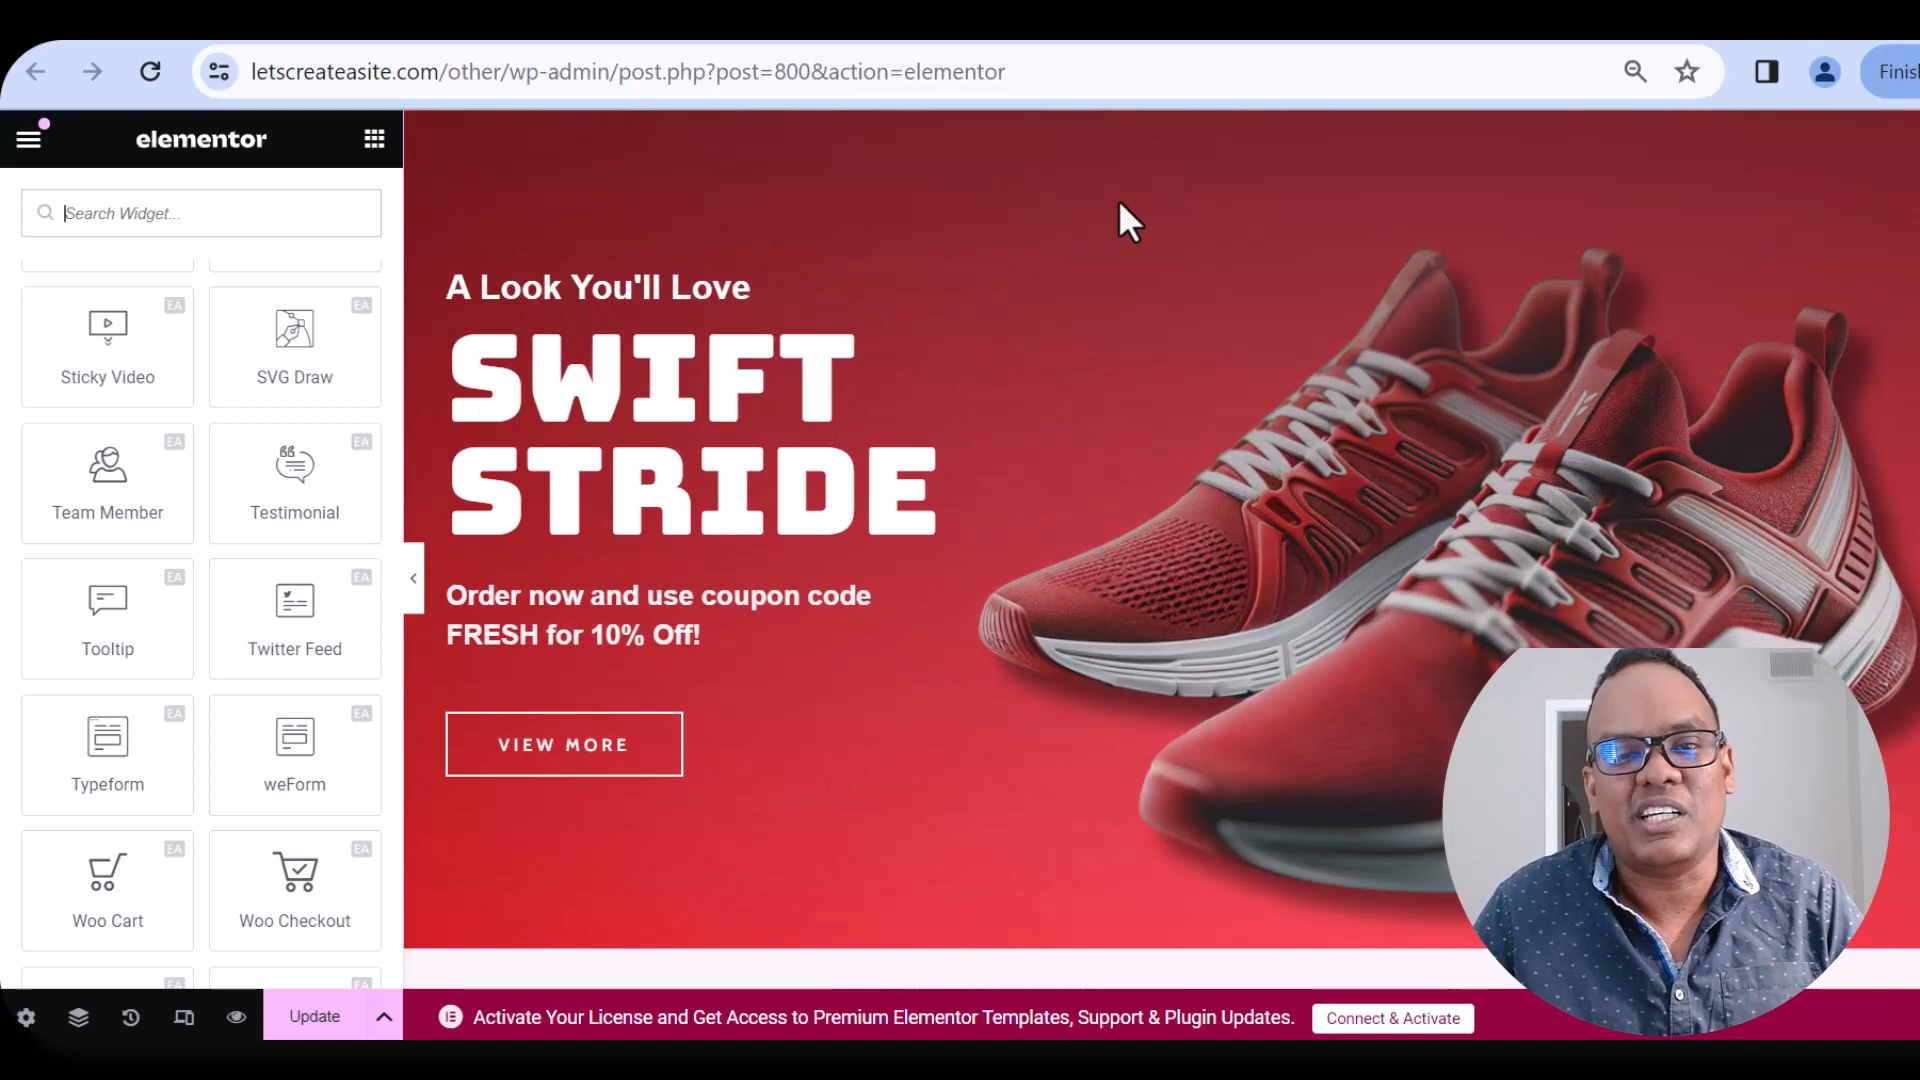 letscreateasite.com/other/wp-admin/post.php?post=800&action=elementor
Finis
elementor
Search Widget...
EA
EA
Sticky Video
SVG Draw
EA
EA
Team Member
Testimonial
EA
EA
Tooltip
Twitter Feed
EA
EA
Typeform
weForm
EA
EA
Woo Cart
Woo Checkout
EA
EA
Update
A Look You'll Love
SWIFT
STRIDE
Order now and use coupon code
FRESH for 10% Off!
VIEW MORE
Activate Your License and Get Access to Premium Elementor Templates, Support & Plugin Updates.
Connect & Activate